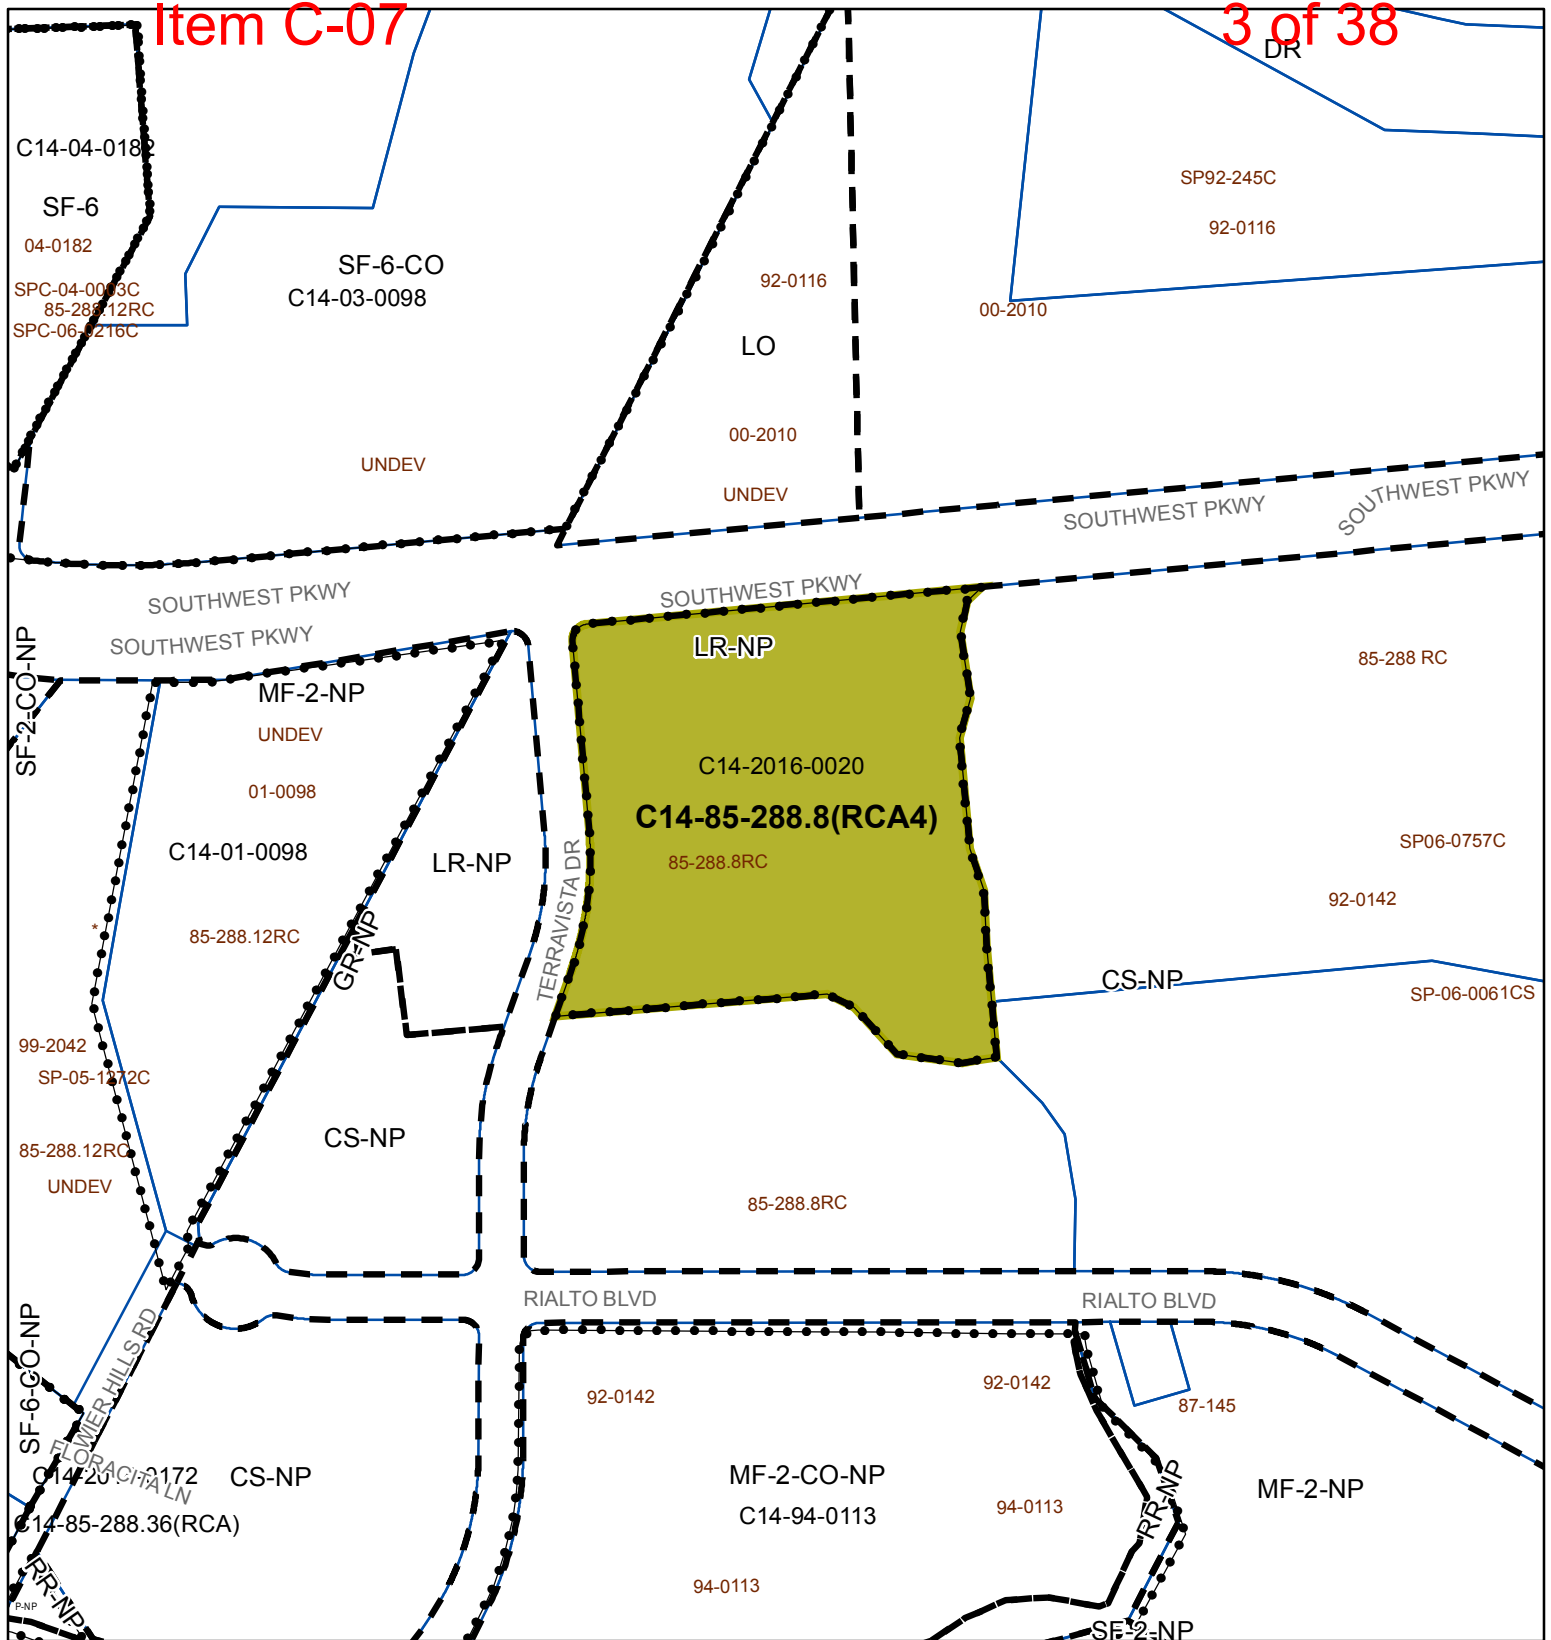 Item C-07
3 of 38
DR
C14-04-0182
SF-6
04-0182
SPC-04-0003C
85-288.12RC
SPC-06-0216C
SF-6-CO
C14-03-0098
UNDEV
92-0116
LO
00-2010
UNDEV
SP92-245C
92-0116
00-2010
SOUTHWEST PKWY
SOUTHWEST PKWY
SOUTHWEST PKWY
SOUTHWEST PKWY
SOUTHWEST PKWY
SF-2-CO-NP
MF-2-NP
UNDEV
01-0098
C14-01-0098
85-288.12RC
*
LR-NP
GR-NP
TERRAVISTA DR
LR-NP
C14-2016-0020
C14-85-288.8(RCA4)
85-288.8RC
85-288 RC
SP06-0757C
92-0142
CS-NP
SP-06-0061CS
99-2042
SP-05-1272C
85-288.12RC
UNDEV
CS-NP
85-288.8RC
RIALTO BLVD
RIALTO BLVD
SF-6-CO-NP
WIER HILLS RD
FLORACITA LN
CS-NP
C14-85-288.36(RCA)
RR-NP
P-NP
92-0142
92-0142
87-145
MF-2-CO-NP
C14-94-0113
94-0113
94-0113
RR-NP
MF-2-NP
SF-2-NP